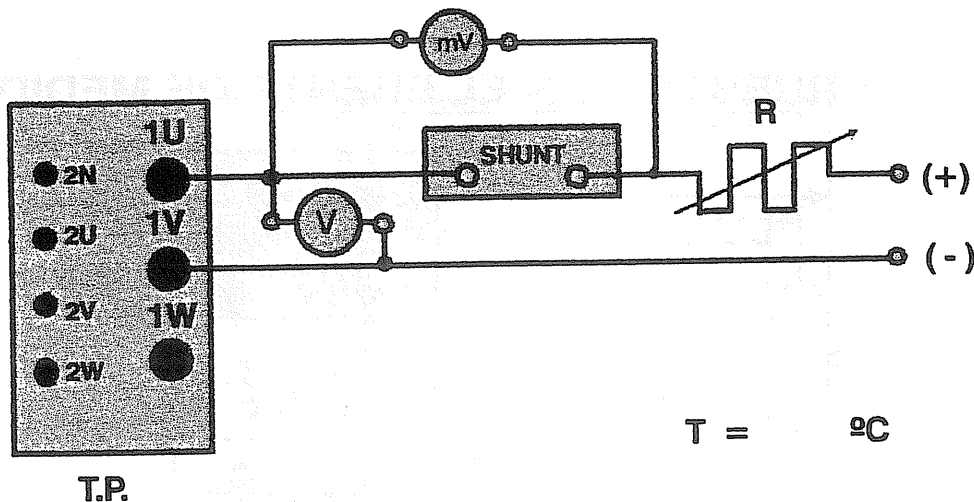 mV
1U
SHUNT
R
2N
(+)
1V
V
2U
(-)
2V
1W
2W
T = ºC
T.P.